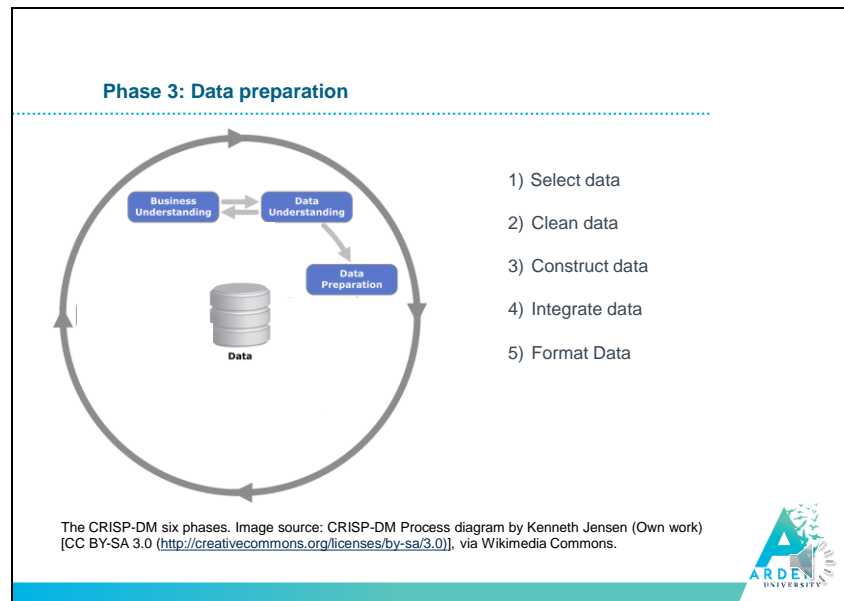 Phase 3: Data preparation
Business
Understanding
Data
Understanding
Data
Preparation
Data
1) Select data
2) Clean data
3) Construct data
4) Integrate data
5) Format Data
The CRISP-DM six phases. Image source: CRISP-DM Process diagram by Kenneth Jensen (Own work)
[CC BY-SA 3.0 (http://creativecommons.org/licenses/by-sa/3.0)], via Wikimedia Commons.
UNIVERSITY